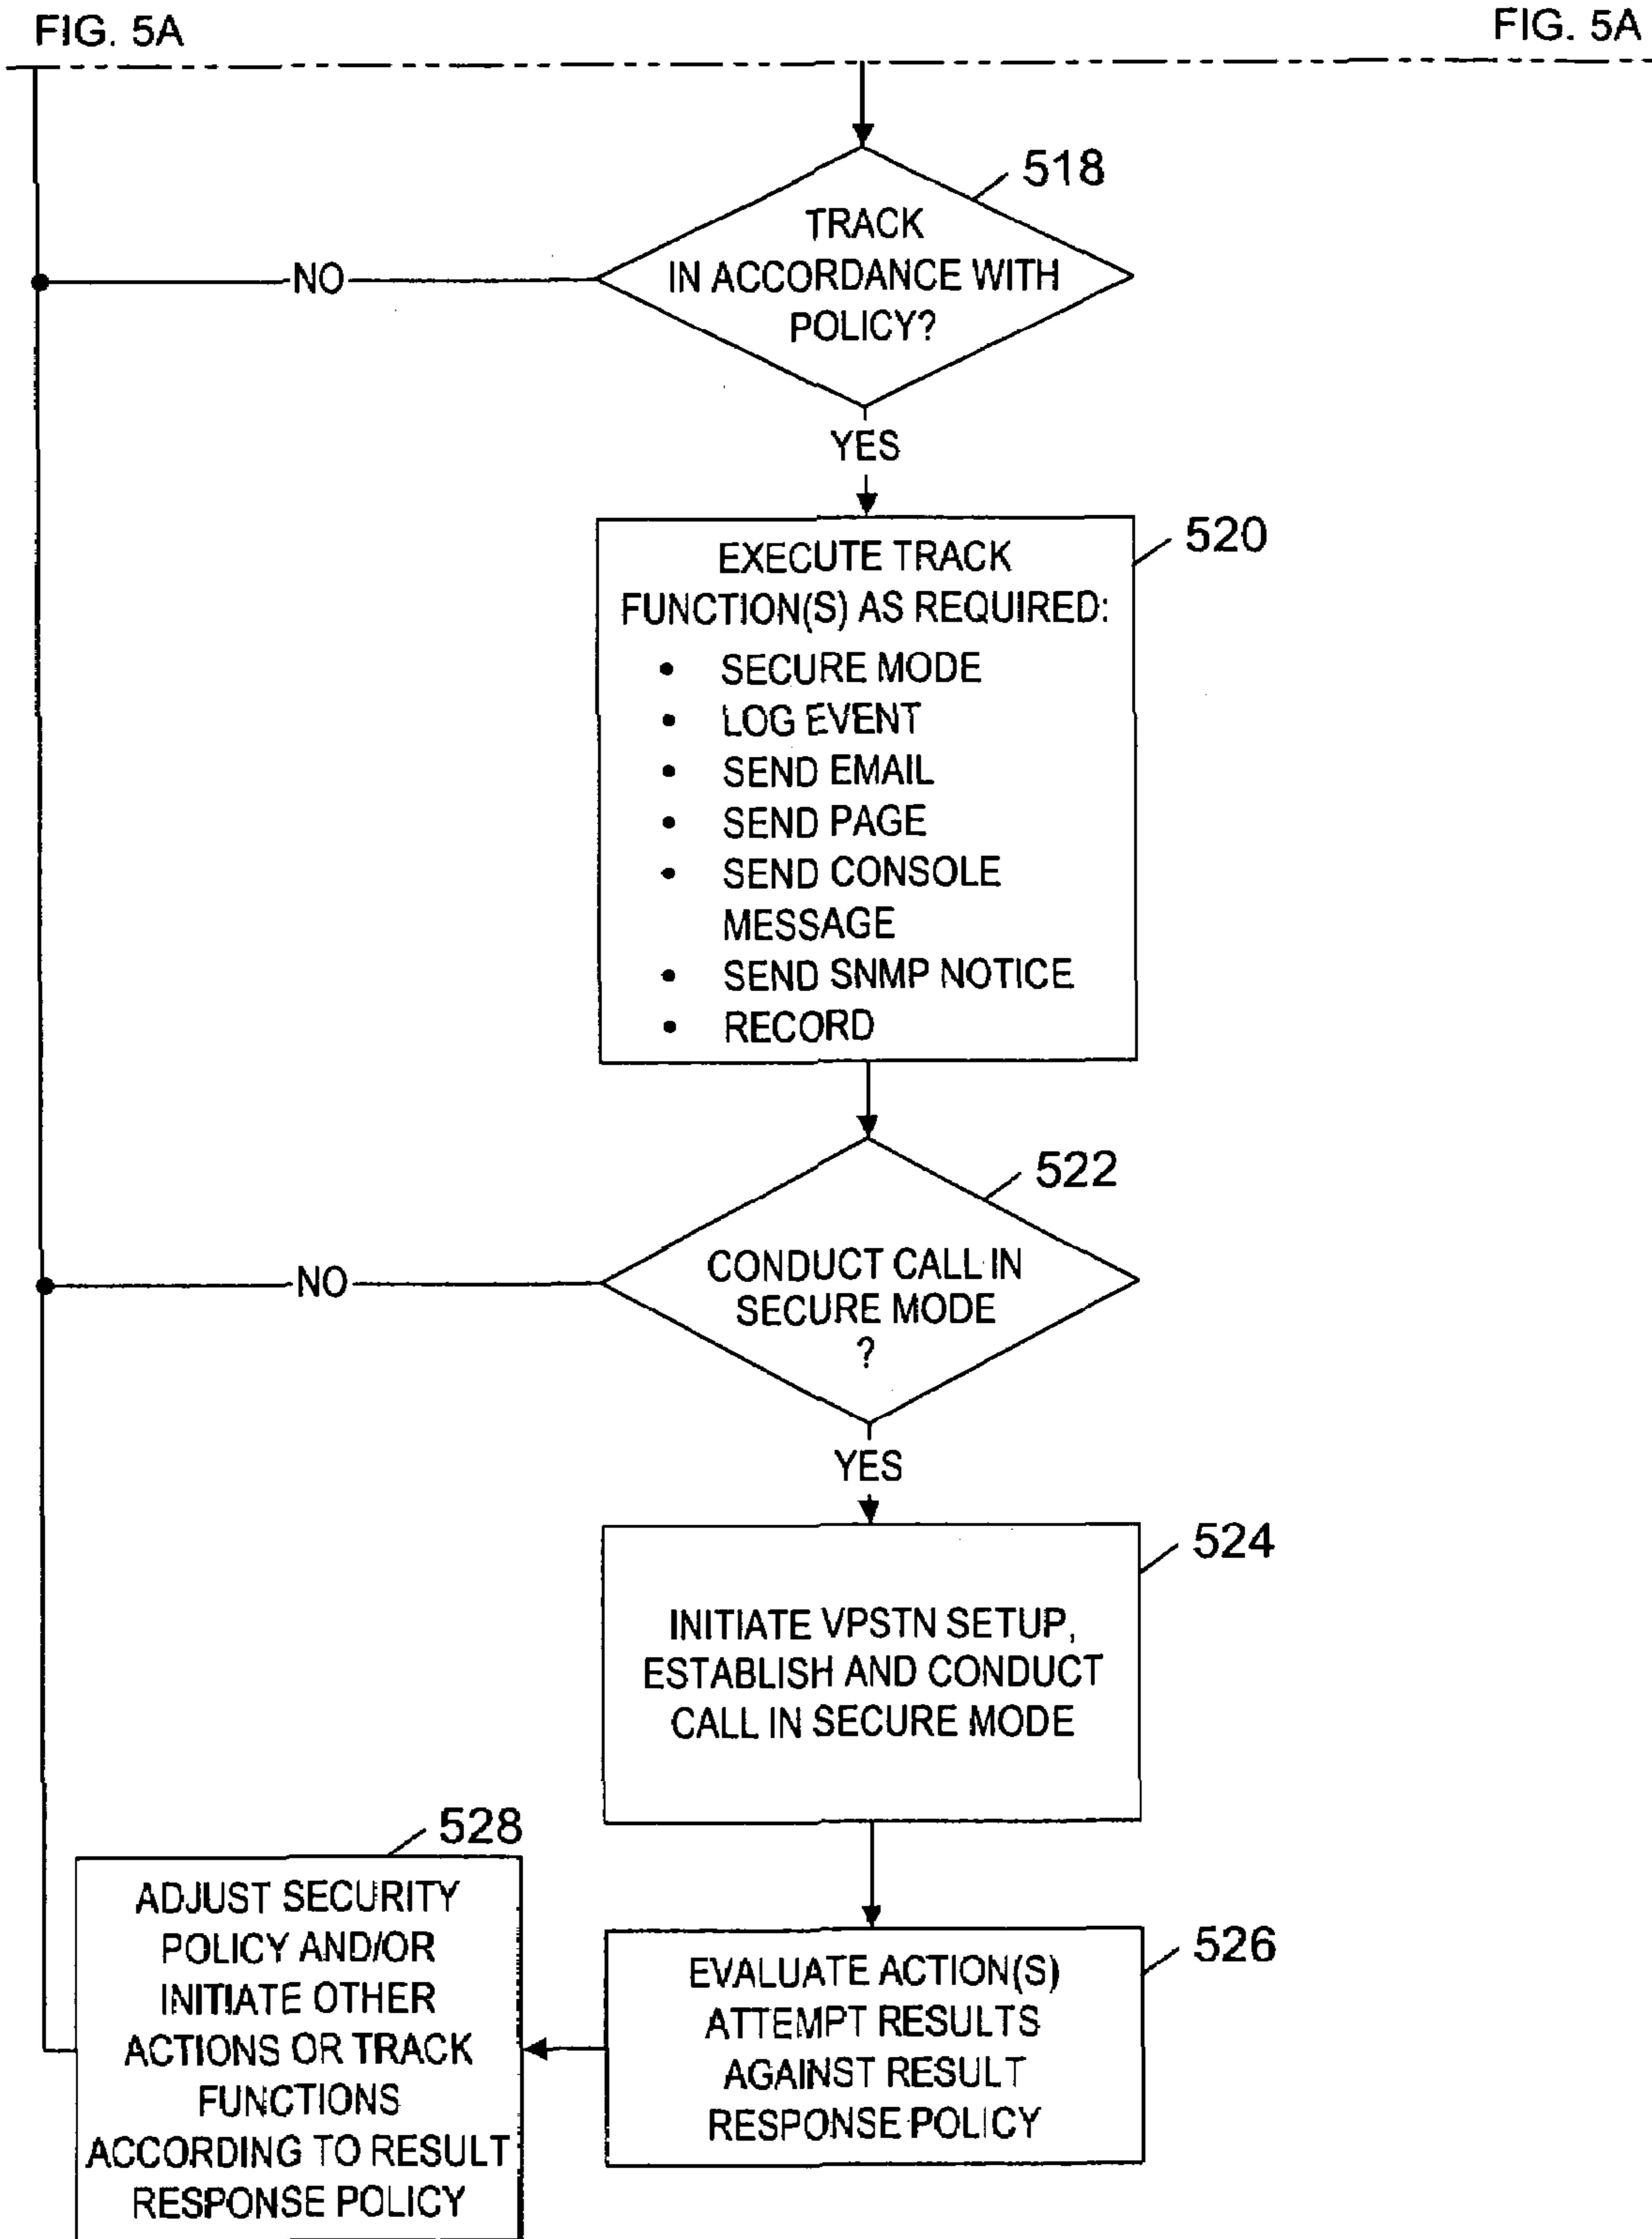 FIG. 5A
FIG. 5A
518
TRACK
IN ACCORDANCE WITH
POLICY?
NO
YES
520
EXECUTE TRACK
FUNCTION(S) AS REQUIRED:
• SECURE MODE
• LOG EVENT
• SEND EMAIL
• SEND PAGE
• SEND CONSOLE
MESSAGE
• SEND SNMP NOTICE
• RECORD
522
CONDUCT CALL IN
SECURE MODE
?
NO
YES
524
INITIATE VPSTN SETUP,
ESTABLISH AND CONDUCT
CALL IN SECURE MODE
526
EVALUATE ACTION(S)
ATTEMPT RESULTS
AGAINST RESULT
RESPONSE POLICY
528
ADJUST SECURITY
POLICY AND/OR
INITIATE OTHER
ACTIONS OR TRACK
FUNCTIONS
ACCORDING TO RESULT
RESPONSE POLICY